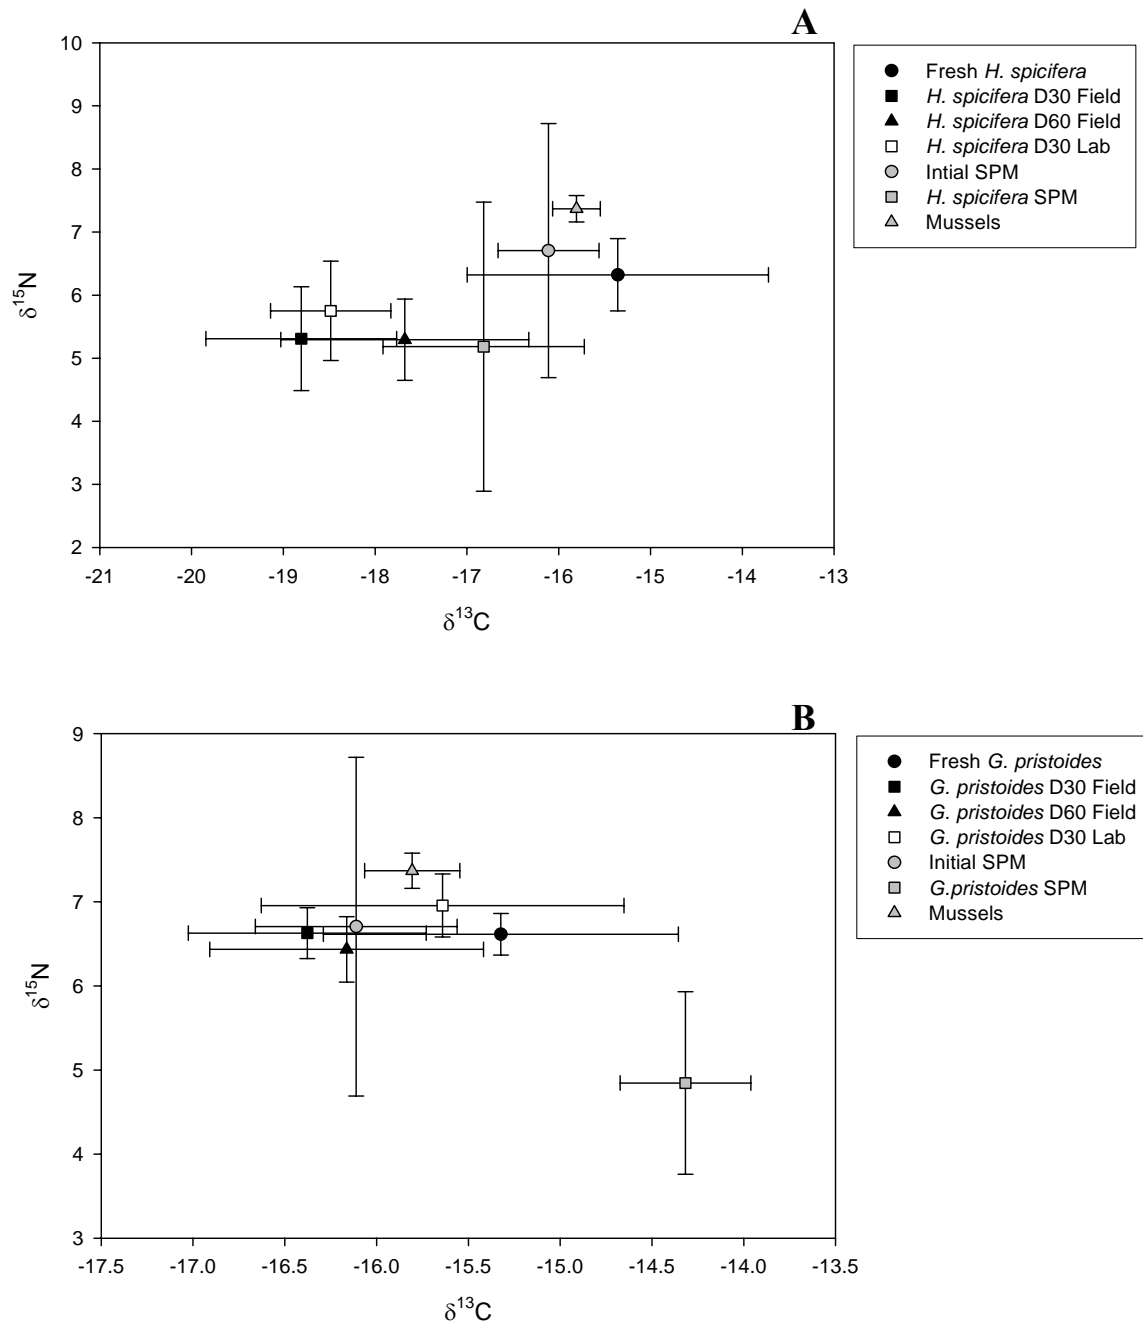 A
10
9
8
7
6
5
4
3
2
δ15N
-21 -20 -19 -18 -17 -16 -15 -14 -13
δ13C
Fresh H. spicifera
H. spicifera D30 Field
H. spicifera D60 Field
H. spicifera D30 Lab
Intial SPM
H. spicifera SPM
Mussels
B
9
8
7
6
5
4
3
δ15N
-17.5 -17.0 -16.5 -16.0 -15.5 -15.0 -14.5 -14.0 -13.5
δ13C
Fresh G. pristoides
G. pristoides D30 Field
G. pristoides D60 Field
G. pristoides D30 Lab
Initial SPM
G.pristoides SPM
Mussels